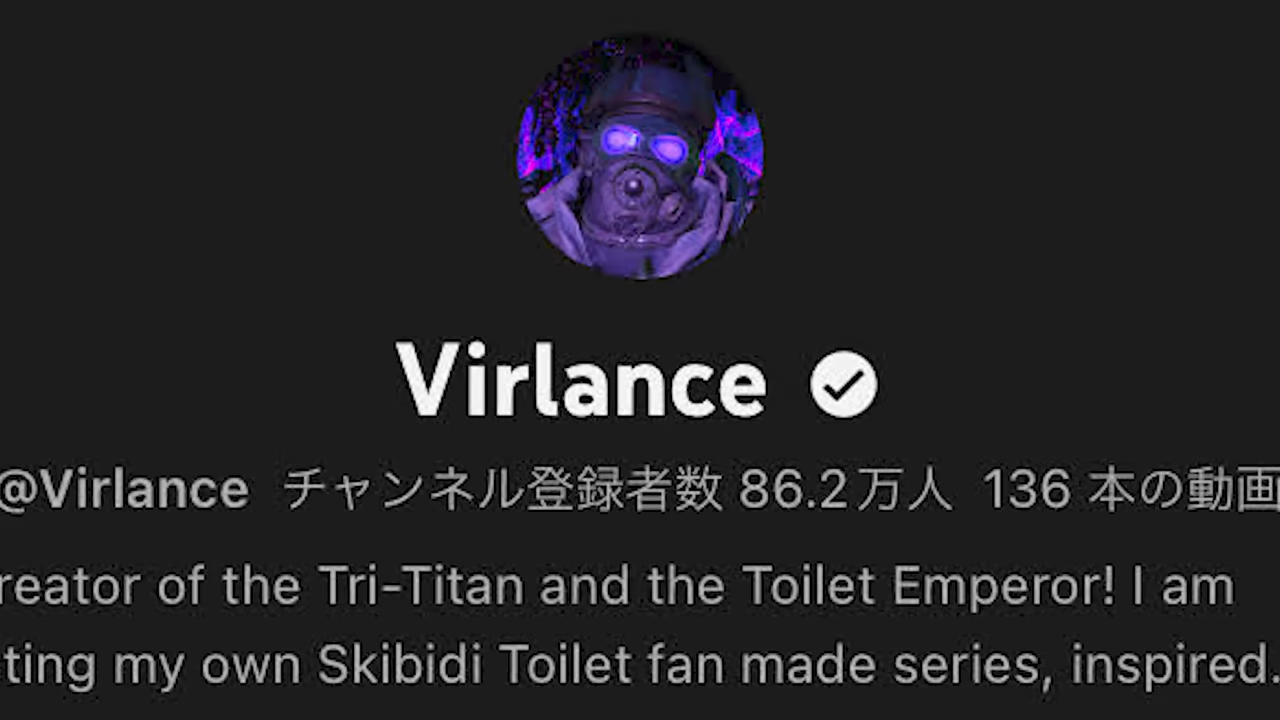 Virlance
@Virlance チャンネル登録者数 86.2万人 136 本の動画
reator of the Tri-Titan and the Toilet Emperor! I am
ting my own Skibidi Toilet fan made series, inspired.